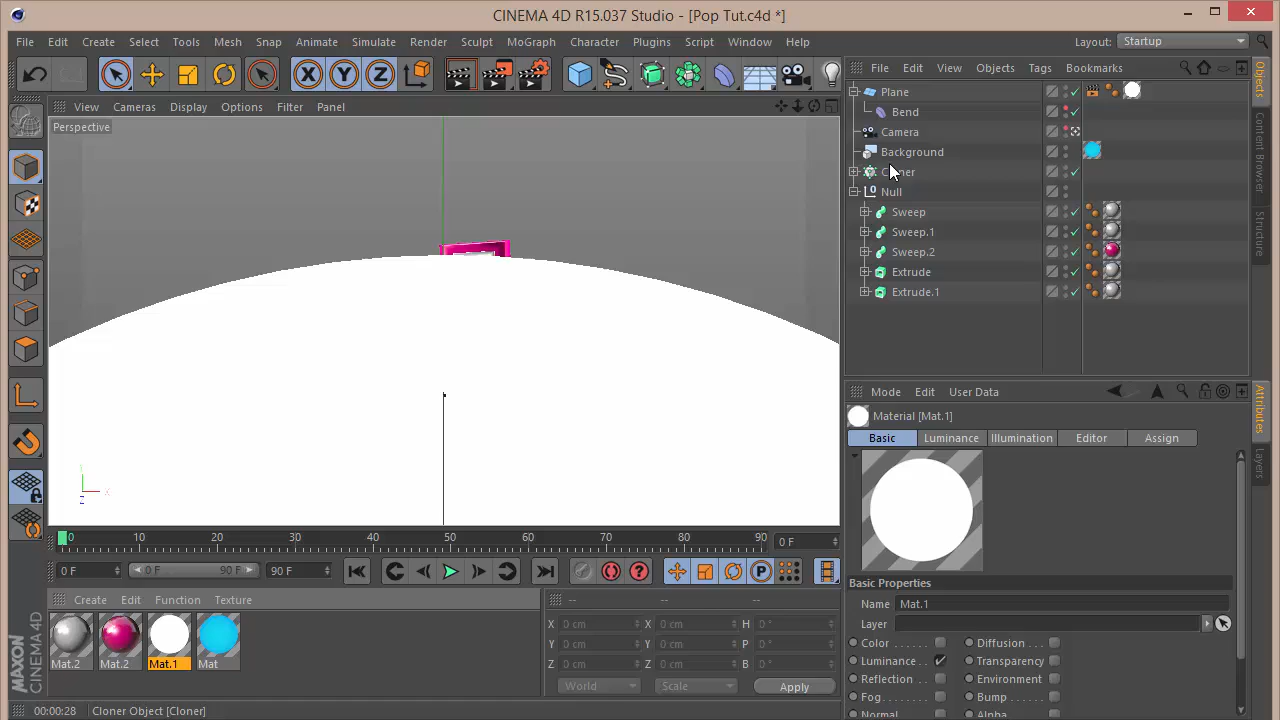 CINEMA 4D R15.037 Studio - [Pop Tut.c4d *]
File Edit Create Select Tools Mesh Snap Animate Simulate Render Sculpt MoGraph Character Plugins Script Window Help Layout: Startup
File Edit View Objects Tags Bookmarks
View Cameras Display Options Filter Panel
Perspective
Plane
Bend
Camera
Background
Null
Sweep
Sweep.1
Sweep.2
Extrude
Extrude.1
Objects
Content Browser
Structure
Mode Edit User Data
Material [Mat.1]
Basic Luminance Illumination Editor Assign
Attributes
Layers
Basic Properties
Name Mat.1
Layer
Color Diffusion
Luminance Transparency
Reflection Environment
Fog Bump
Normal Alpha
X
Z
0 10 20 30 40 50 60 70 80 90 0 F
0 F 0 F 90 F 90 F
Create Edit Function Texture
Mat.2 Mat.2 Mat.1 Mat
-- -- --
X 0 cm X 0 cm H 0 °
Y 0 cm Y 0 cm P 0 °
Z 0 cm Z 0 cm B 0 °
World Scale Apply
MAXON CINEMA 4D
00:00:28 Cloner Object [Cloner]